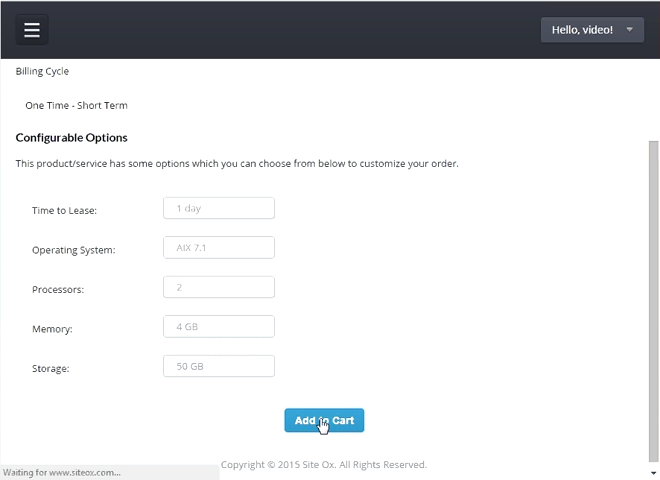 Hello, video!
Billing Cycle
One Time - Short Term
Configurable Options
This product/service has some options which you can choose from below to customize your order.
Time to Lease: 1 day
Operating System: AIX 7.1
Processors: 2
Memory: 4 GB
Storage: 50 GB
Add to Cart
Copyright © 2015 Site Ox. All Rights Reserved.
Waiting for www.siteox.com...